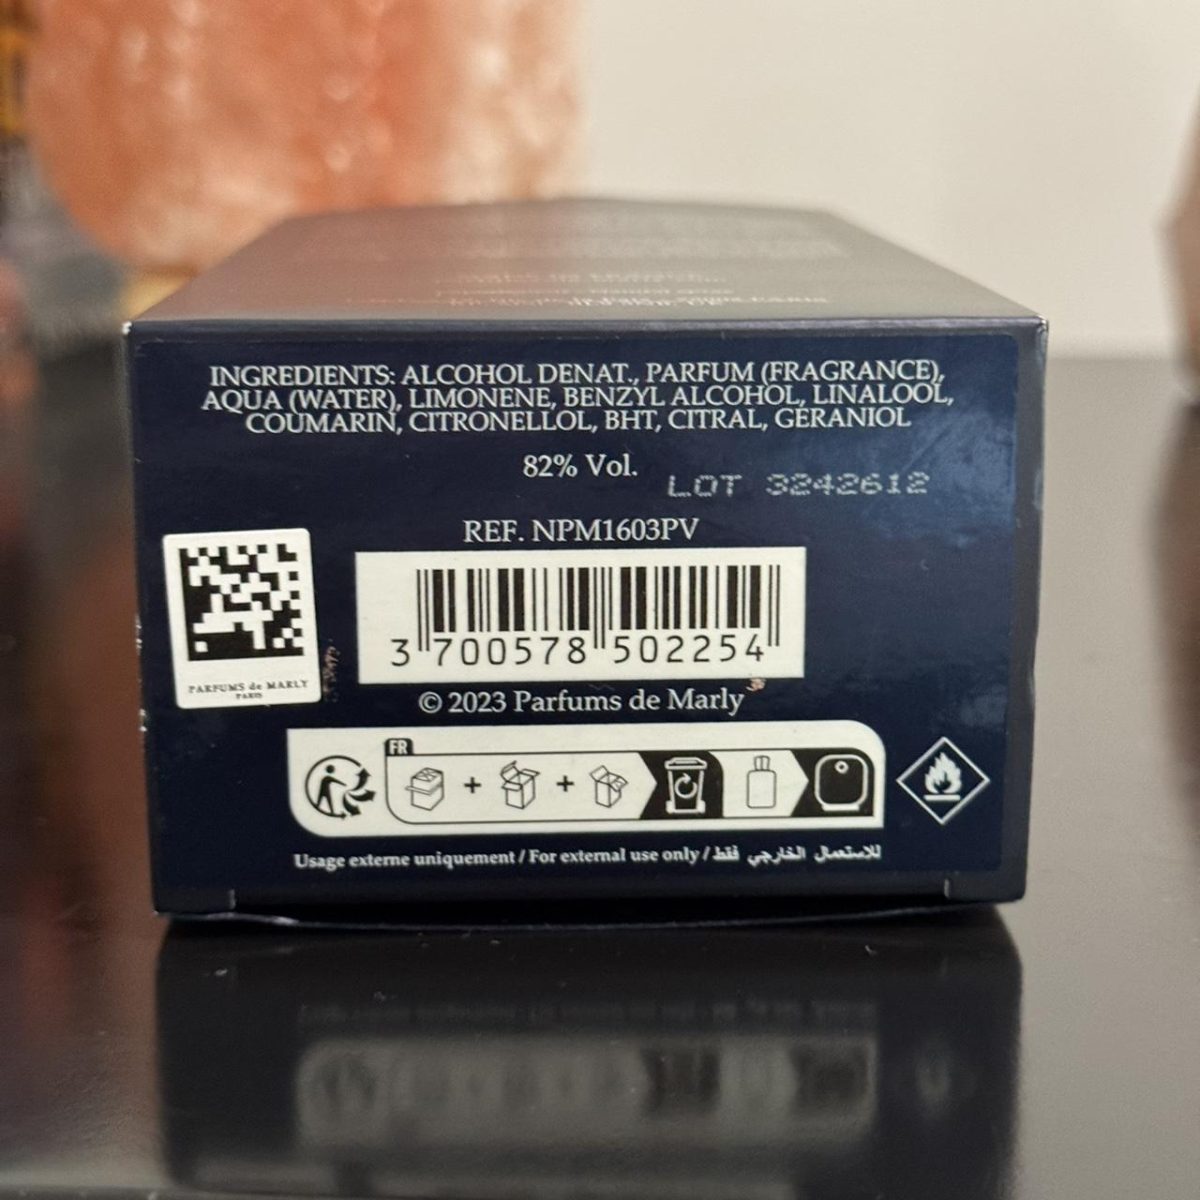 INGREDIENTS: ALCOHOL DENAT., PARFUM (FRAGRANCE),
AQUA (WATER), LIMONENE, BENZYL ALCOHOL, LINALOOL,
COUMARIN, CITRONELLOL, BHT, CITRAL, GERANIOL
82% Vol.
LOT 3242612
REF. NPM1603PV
3 700578 502254
PARFUMS de MARLY
PARIS
© 2023 Parfums de Marly
FR
Usage externe uniquement / For external use only / للاستعمال الخارجي فقط